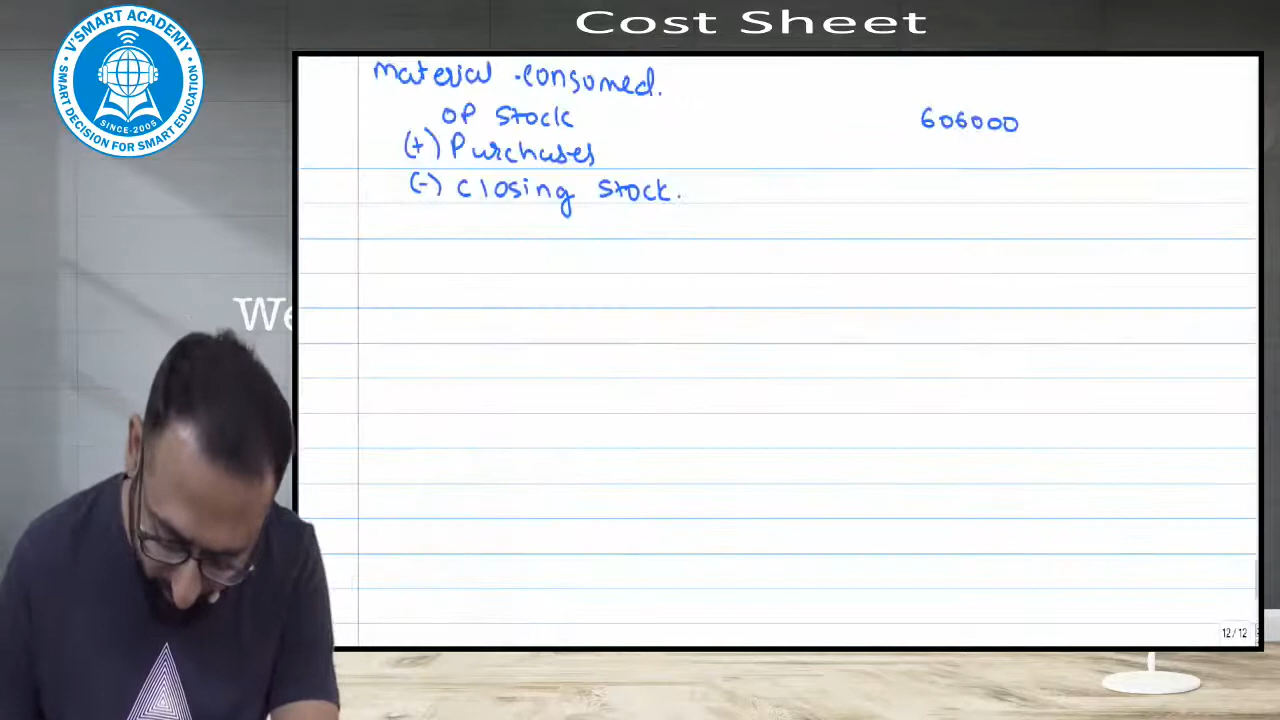 Cost Sheet
V'SMART ACADEMY
SINCE-2005
SMART DECISION FOR SMART EDUCATION
We
Material consumed.
OP Stock 606000
(+) Purchases
(-) Closing Stock.
12/12